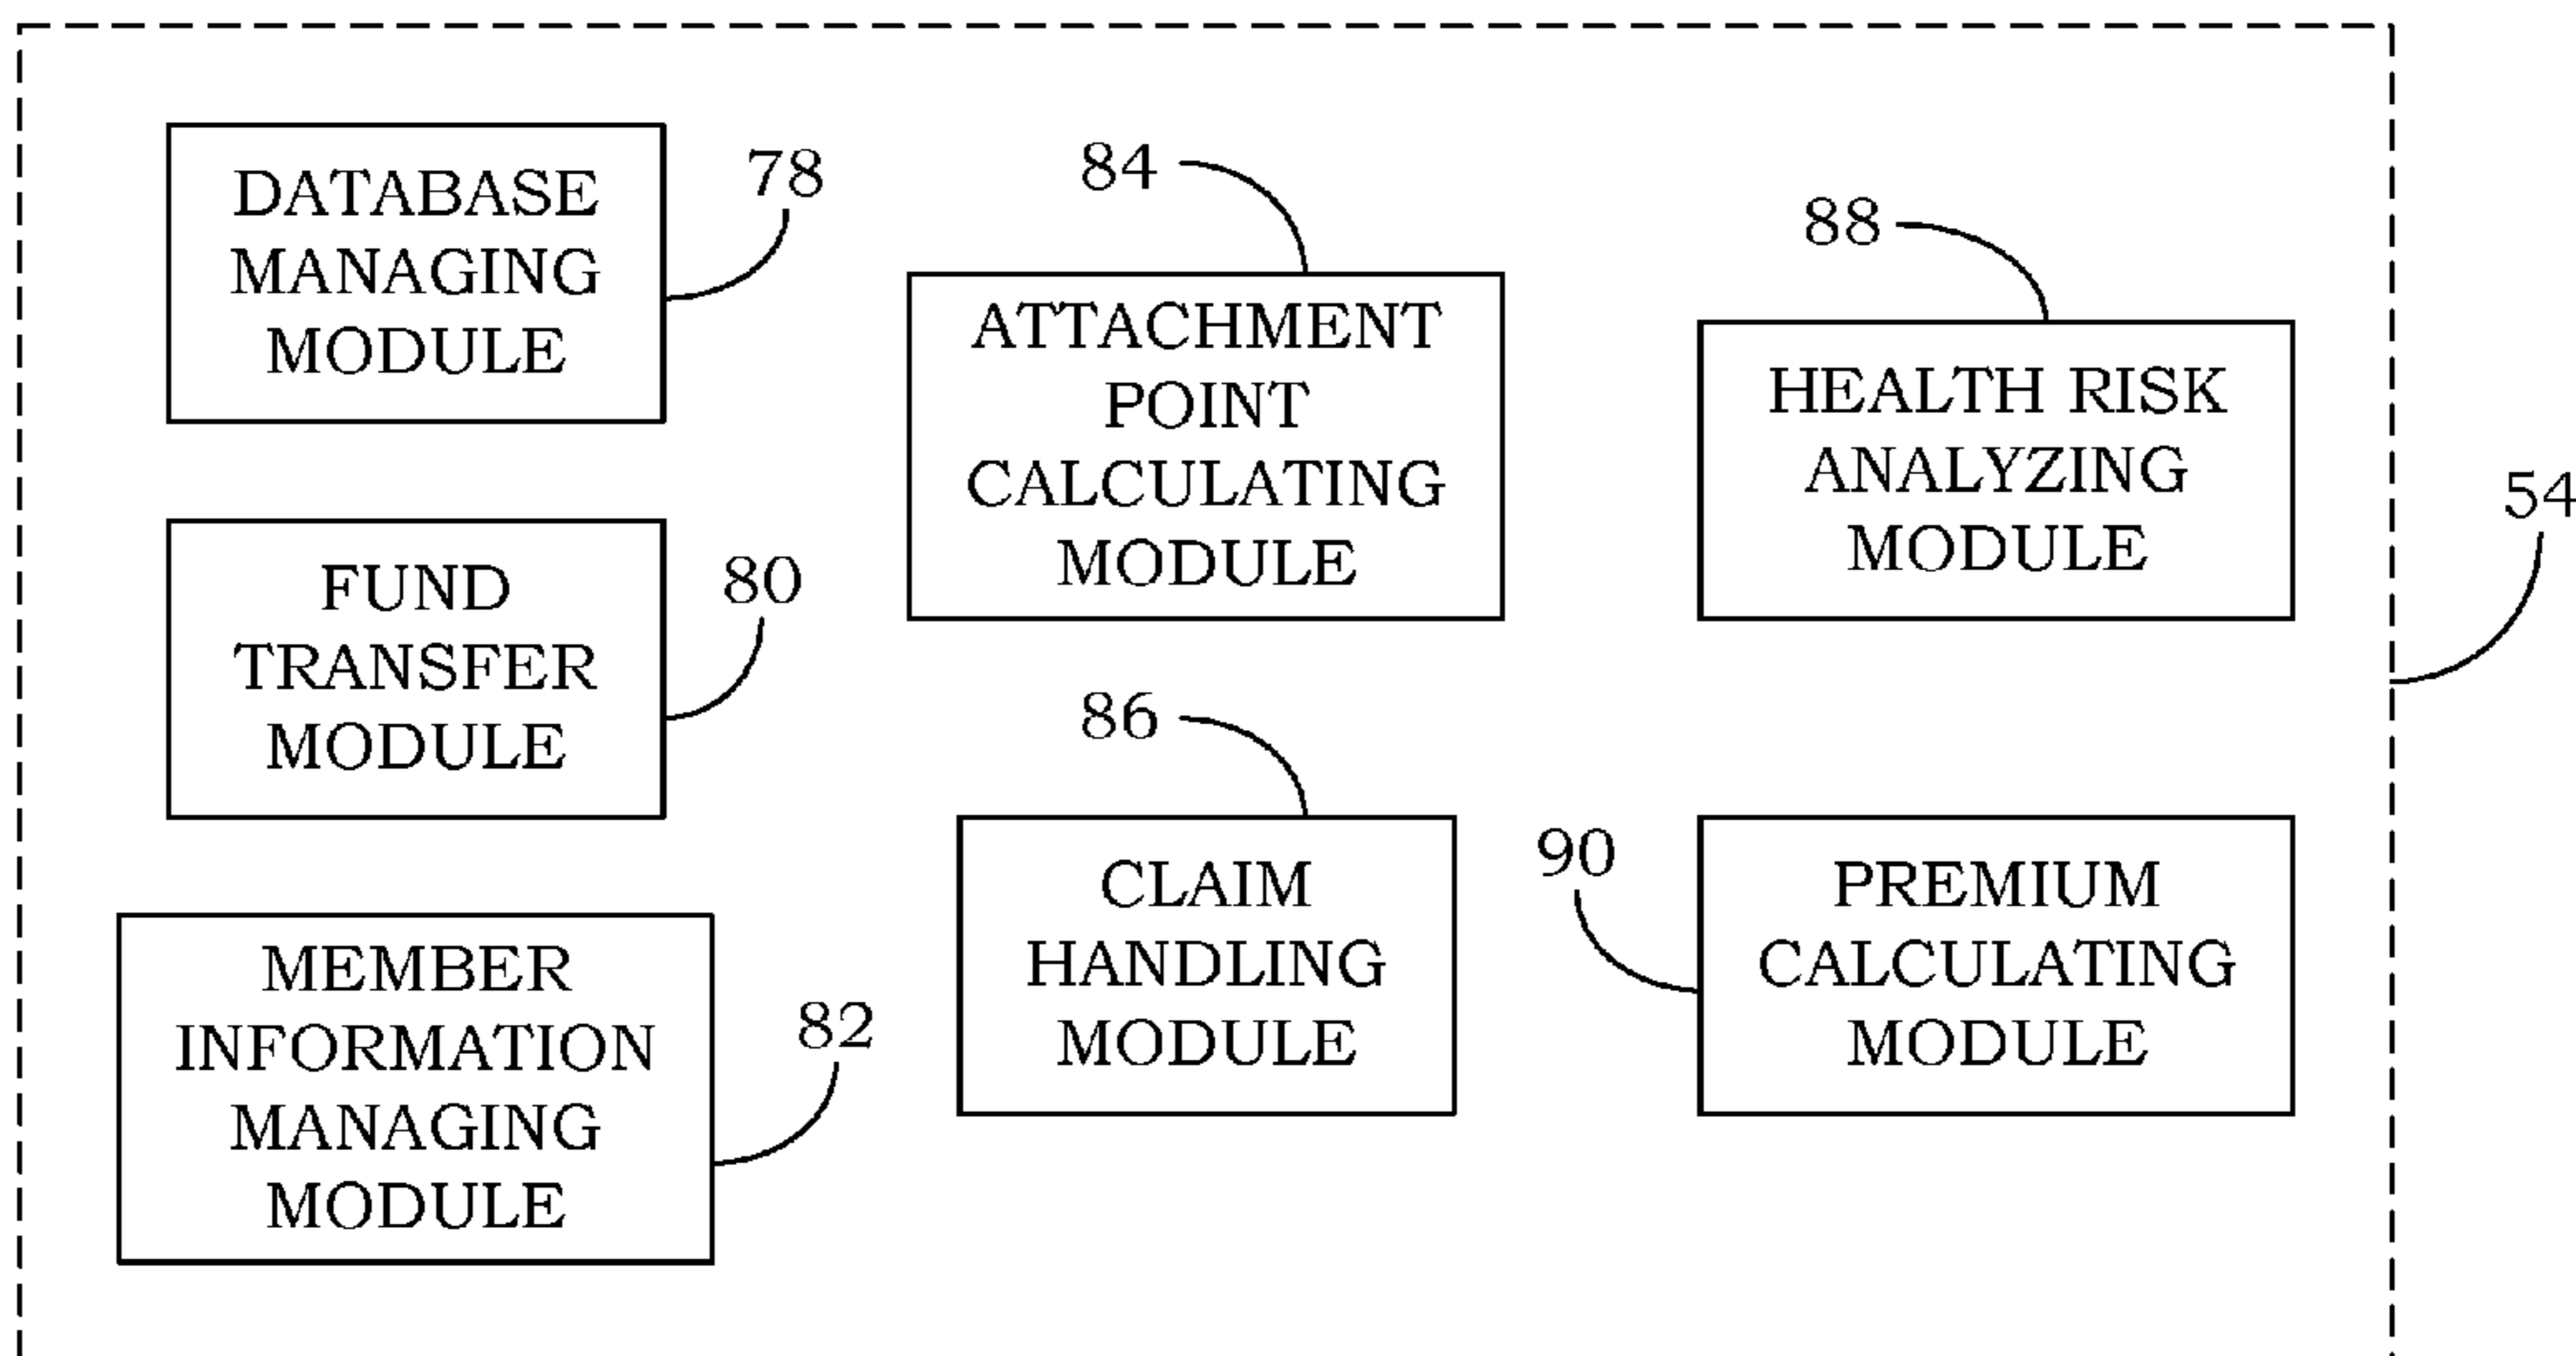 DATABASE
MANAGING
MODULE
78
FUND
TRANSFER
MODULE
80
MEMBER
INFORMATION
MANAGING
MODULE
82
84
ATTACHMENT
POINT
CALCULATING
MODULE
86
CLAIM
HANDLING
MODULE
88
HEALTH RISK
ANALYZING
MODULE
90
PREMIUM
CALCULATING
MODULE
54